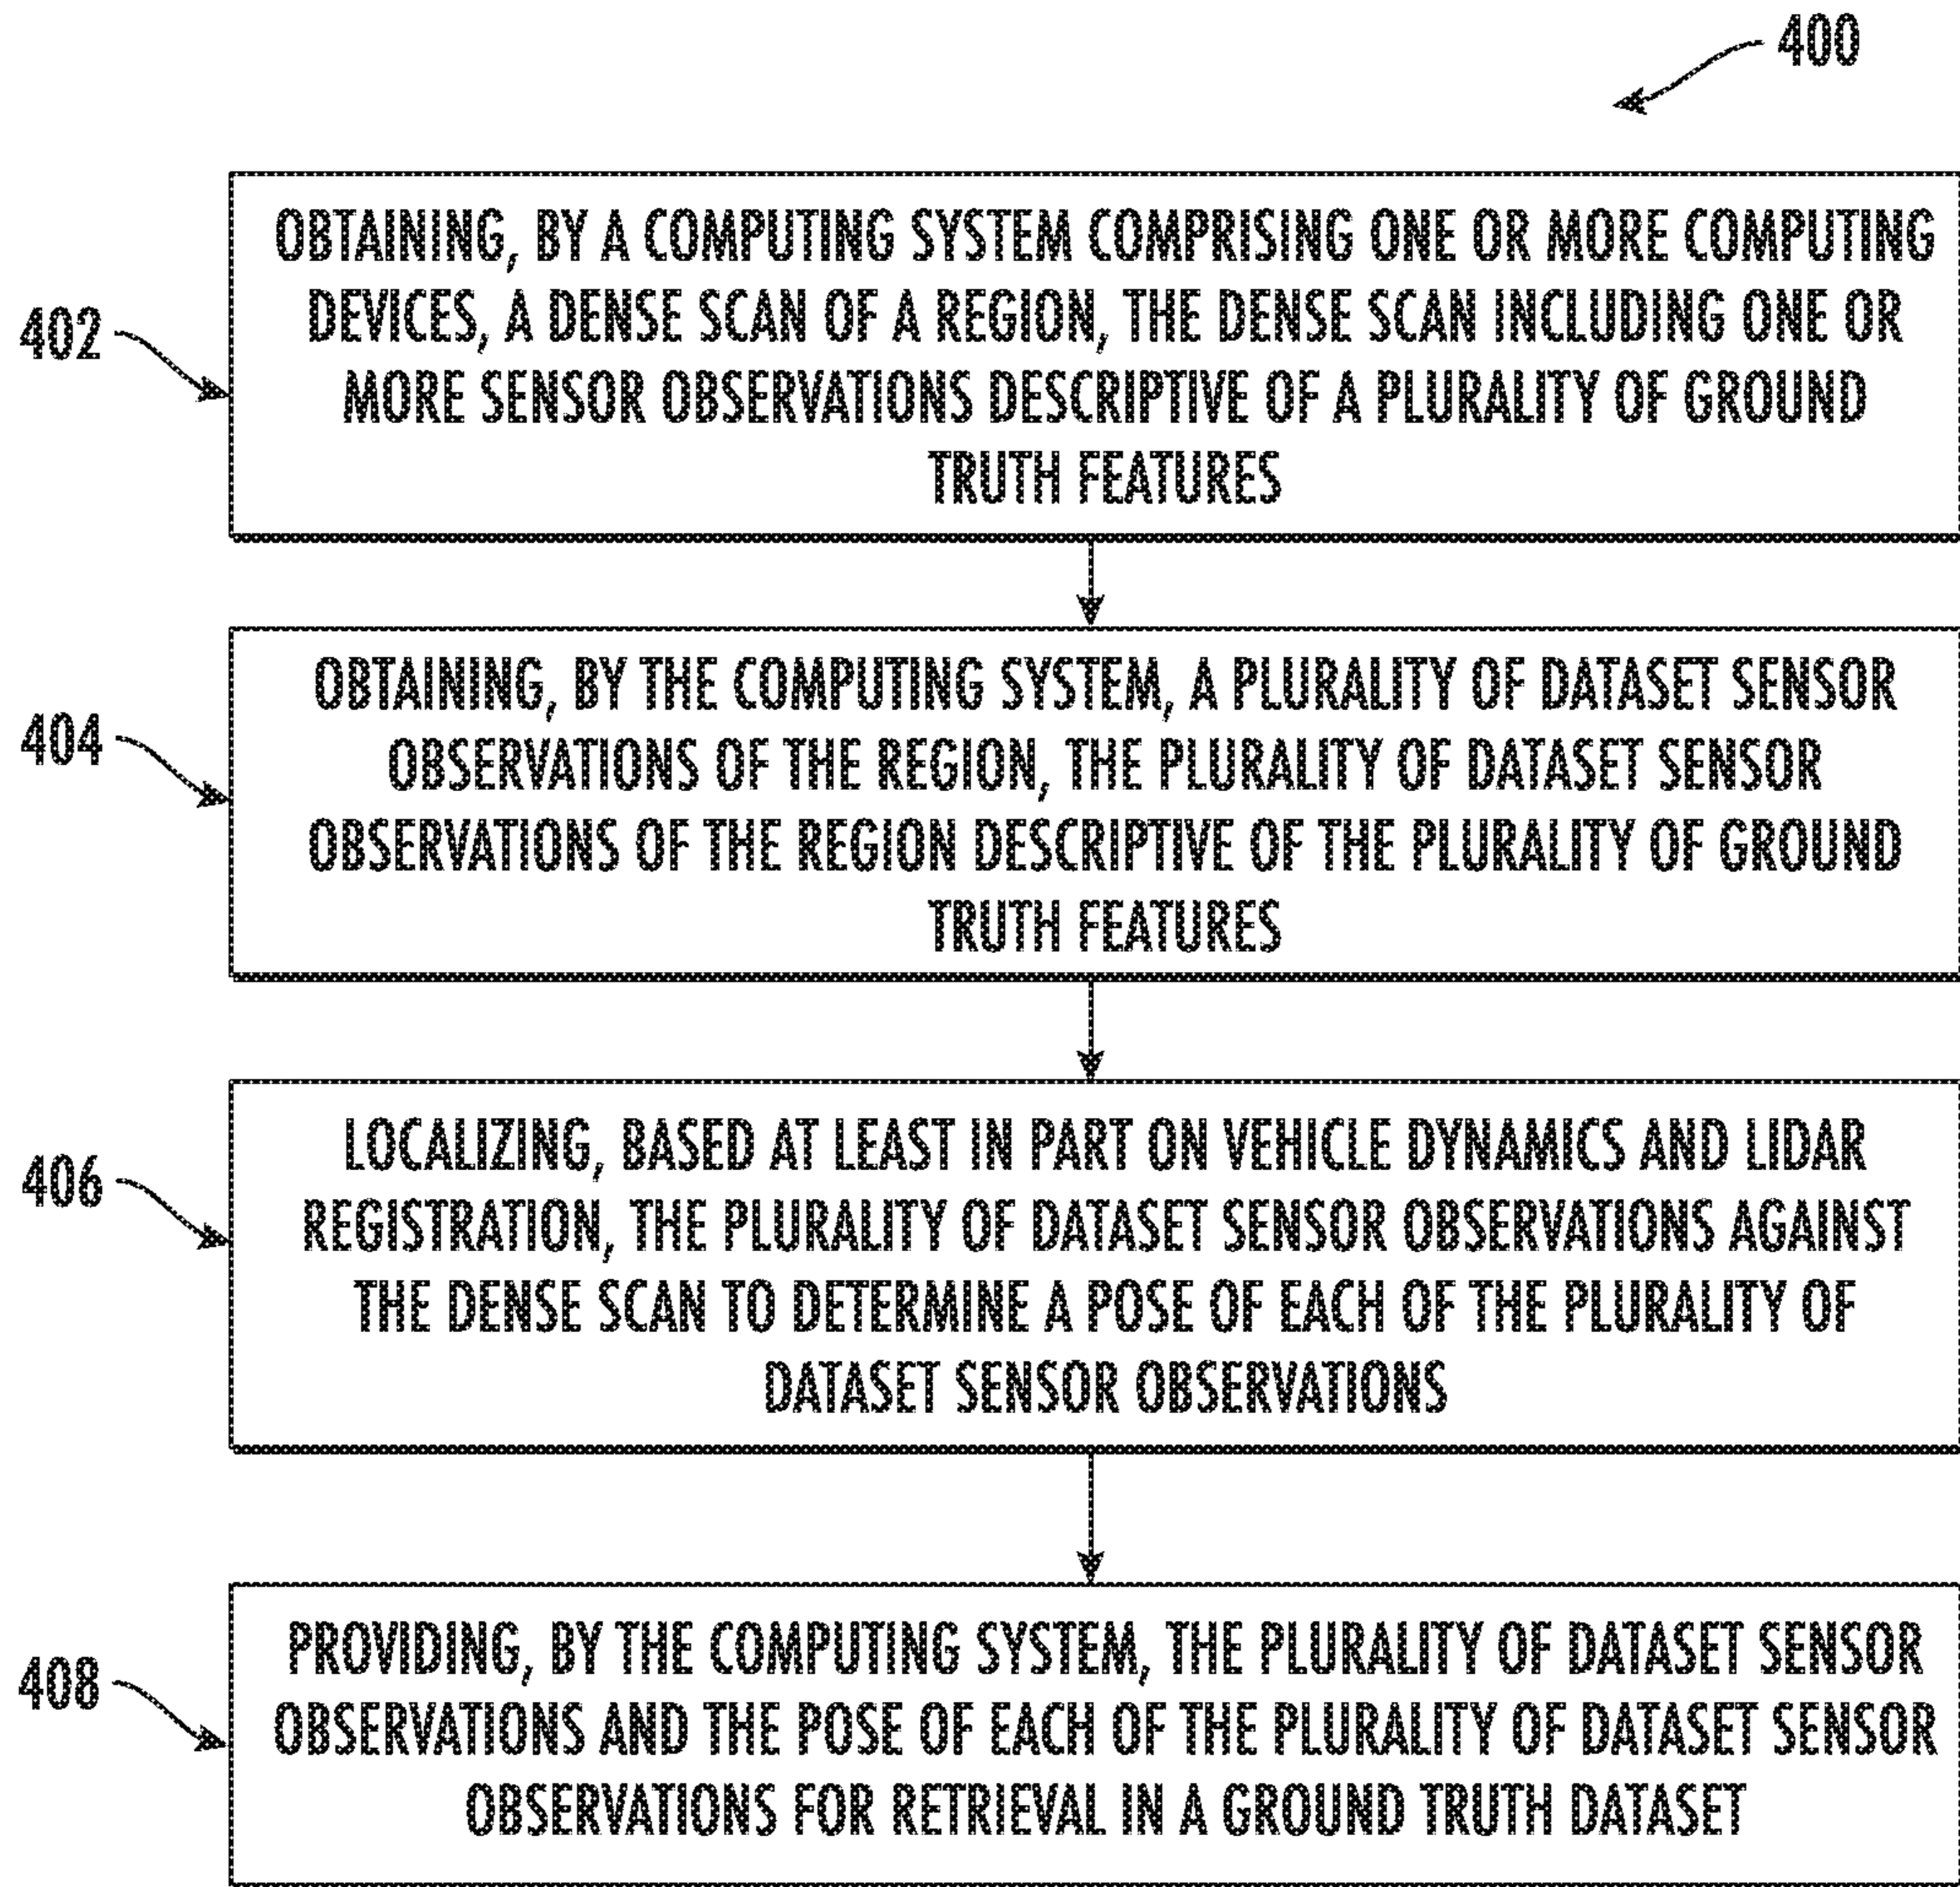 400
402
OBTAINING, BY A COMPUTING SYSTEM COMPRISING ONE OR MORE COMPUTING
DEVICES, A DENSE SCAN OF A REGION, THE DENSE SCAN INCLUDING ONE OR
MORE SENSOR OBSERVATIONS DESCRIPTIVE OF A PLURALITY OF GROUND
TRUTH FEATURES
404
OBTAINING, BY THE COMPUTING SYSTEM, A PLURALITY OF DATASET SENSOR
OBSERVATIONS OF THE REGION, THE PLURALITY OF DATASET SENSOR
OBSERVATIONS OF THE REGION DESCRIPTIVE OF THE PLURALITY OF GROUND
TRUTH FEATURES
406
LOCALIZING, BASED AT LEAST IN PART ON VEHICLE DYNAMICS AND LIDAR
REGISTRATION, THE PLURALITY OF DATASET SENSOR OBSERVATIONS AGAINST
THE DENSE SCAN TO DETERMINE A POSE OF EACH OF THE PLURALITY OF
DATASET SENSOR OBSERVATIONS
408
PROVIDING, BY THE COMPUTING SYSTEM, THE PLURALITY OF DATASET SENSOR
OBSERVATIONS AND THE POSE OF EACH OF THE PLURALITY OF DATASET SENSOR
OBSERVATIONS FOR RETRIEVAL IN A GROUND TRUTH DATASET